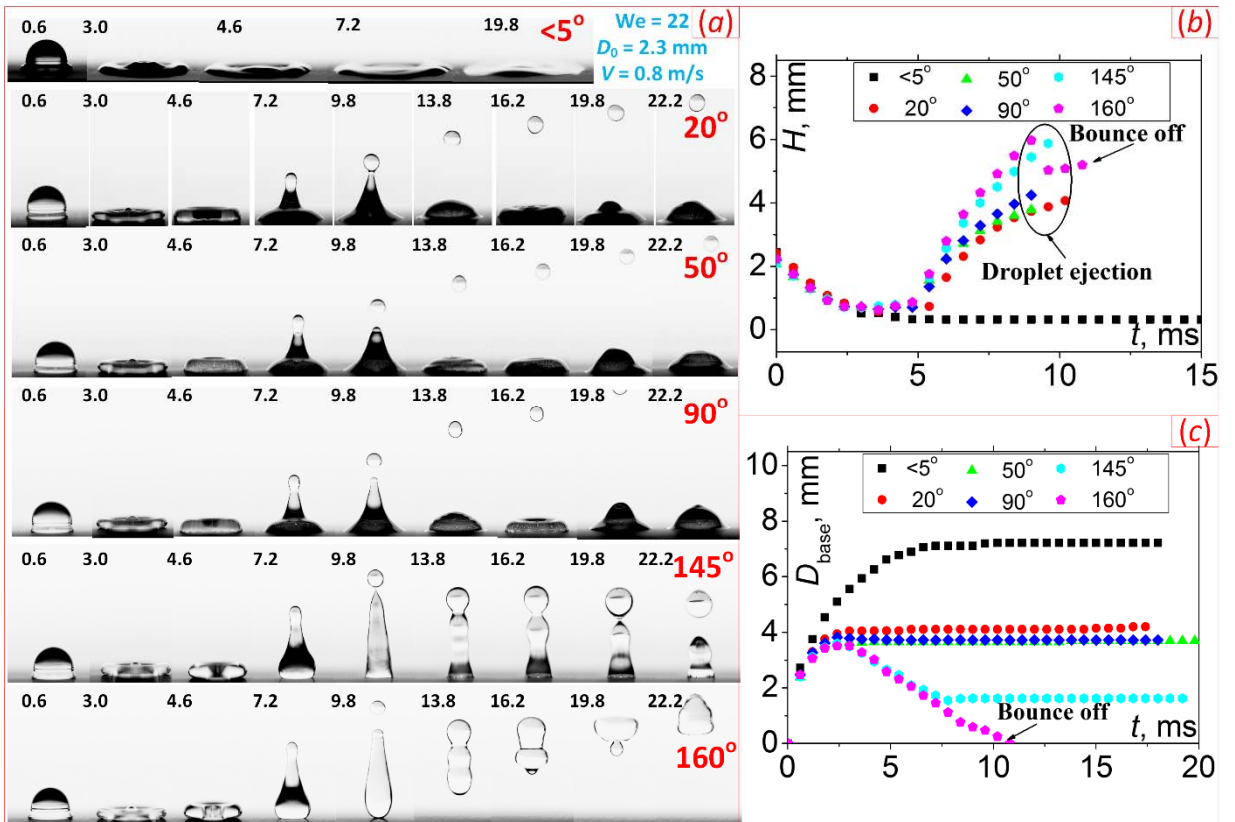 (a)
0.6 3.0 4.6 7.2 19.8
<5°
We = 22
D₀ = 2.3 mm
V = 0.8 m/s
0.6 3.0 4.6 7.2 9.8 13.8 16.2 19.8 22.2
20°
0.6 3.0 4.6 7.2 9.8 13.8 16.2 19.8 22.2
50°
0.6 3.0 4.6 7.2 9.8 13.8 16.2 19.8 22.2
90°
0.6 3.0 4.6 7.2 9.8 13.8 16.2 19.8 22.2
145°
0.6 3.0 4.6 7.2 9.8 13.8 16.2 19.8 22.2
160°
(b)
H, mm
8
6
4
2
0
<5° 50° 145°
20° 90° 160°
Bounce off
Droplet ejection
t, ms
0 5 10 15
(c)
D base, mm
10
8
6
4
2
0
<5° 50° 145°
20° 90° 160°
Bounce off
t, ms
0 5 10 15 20